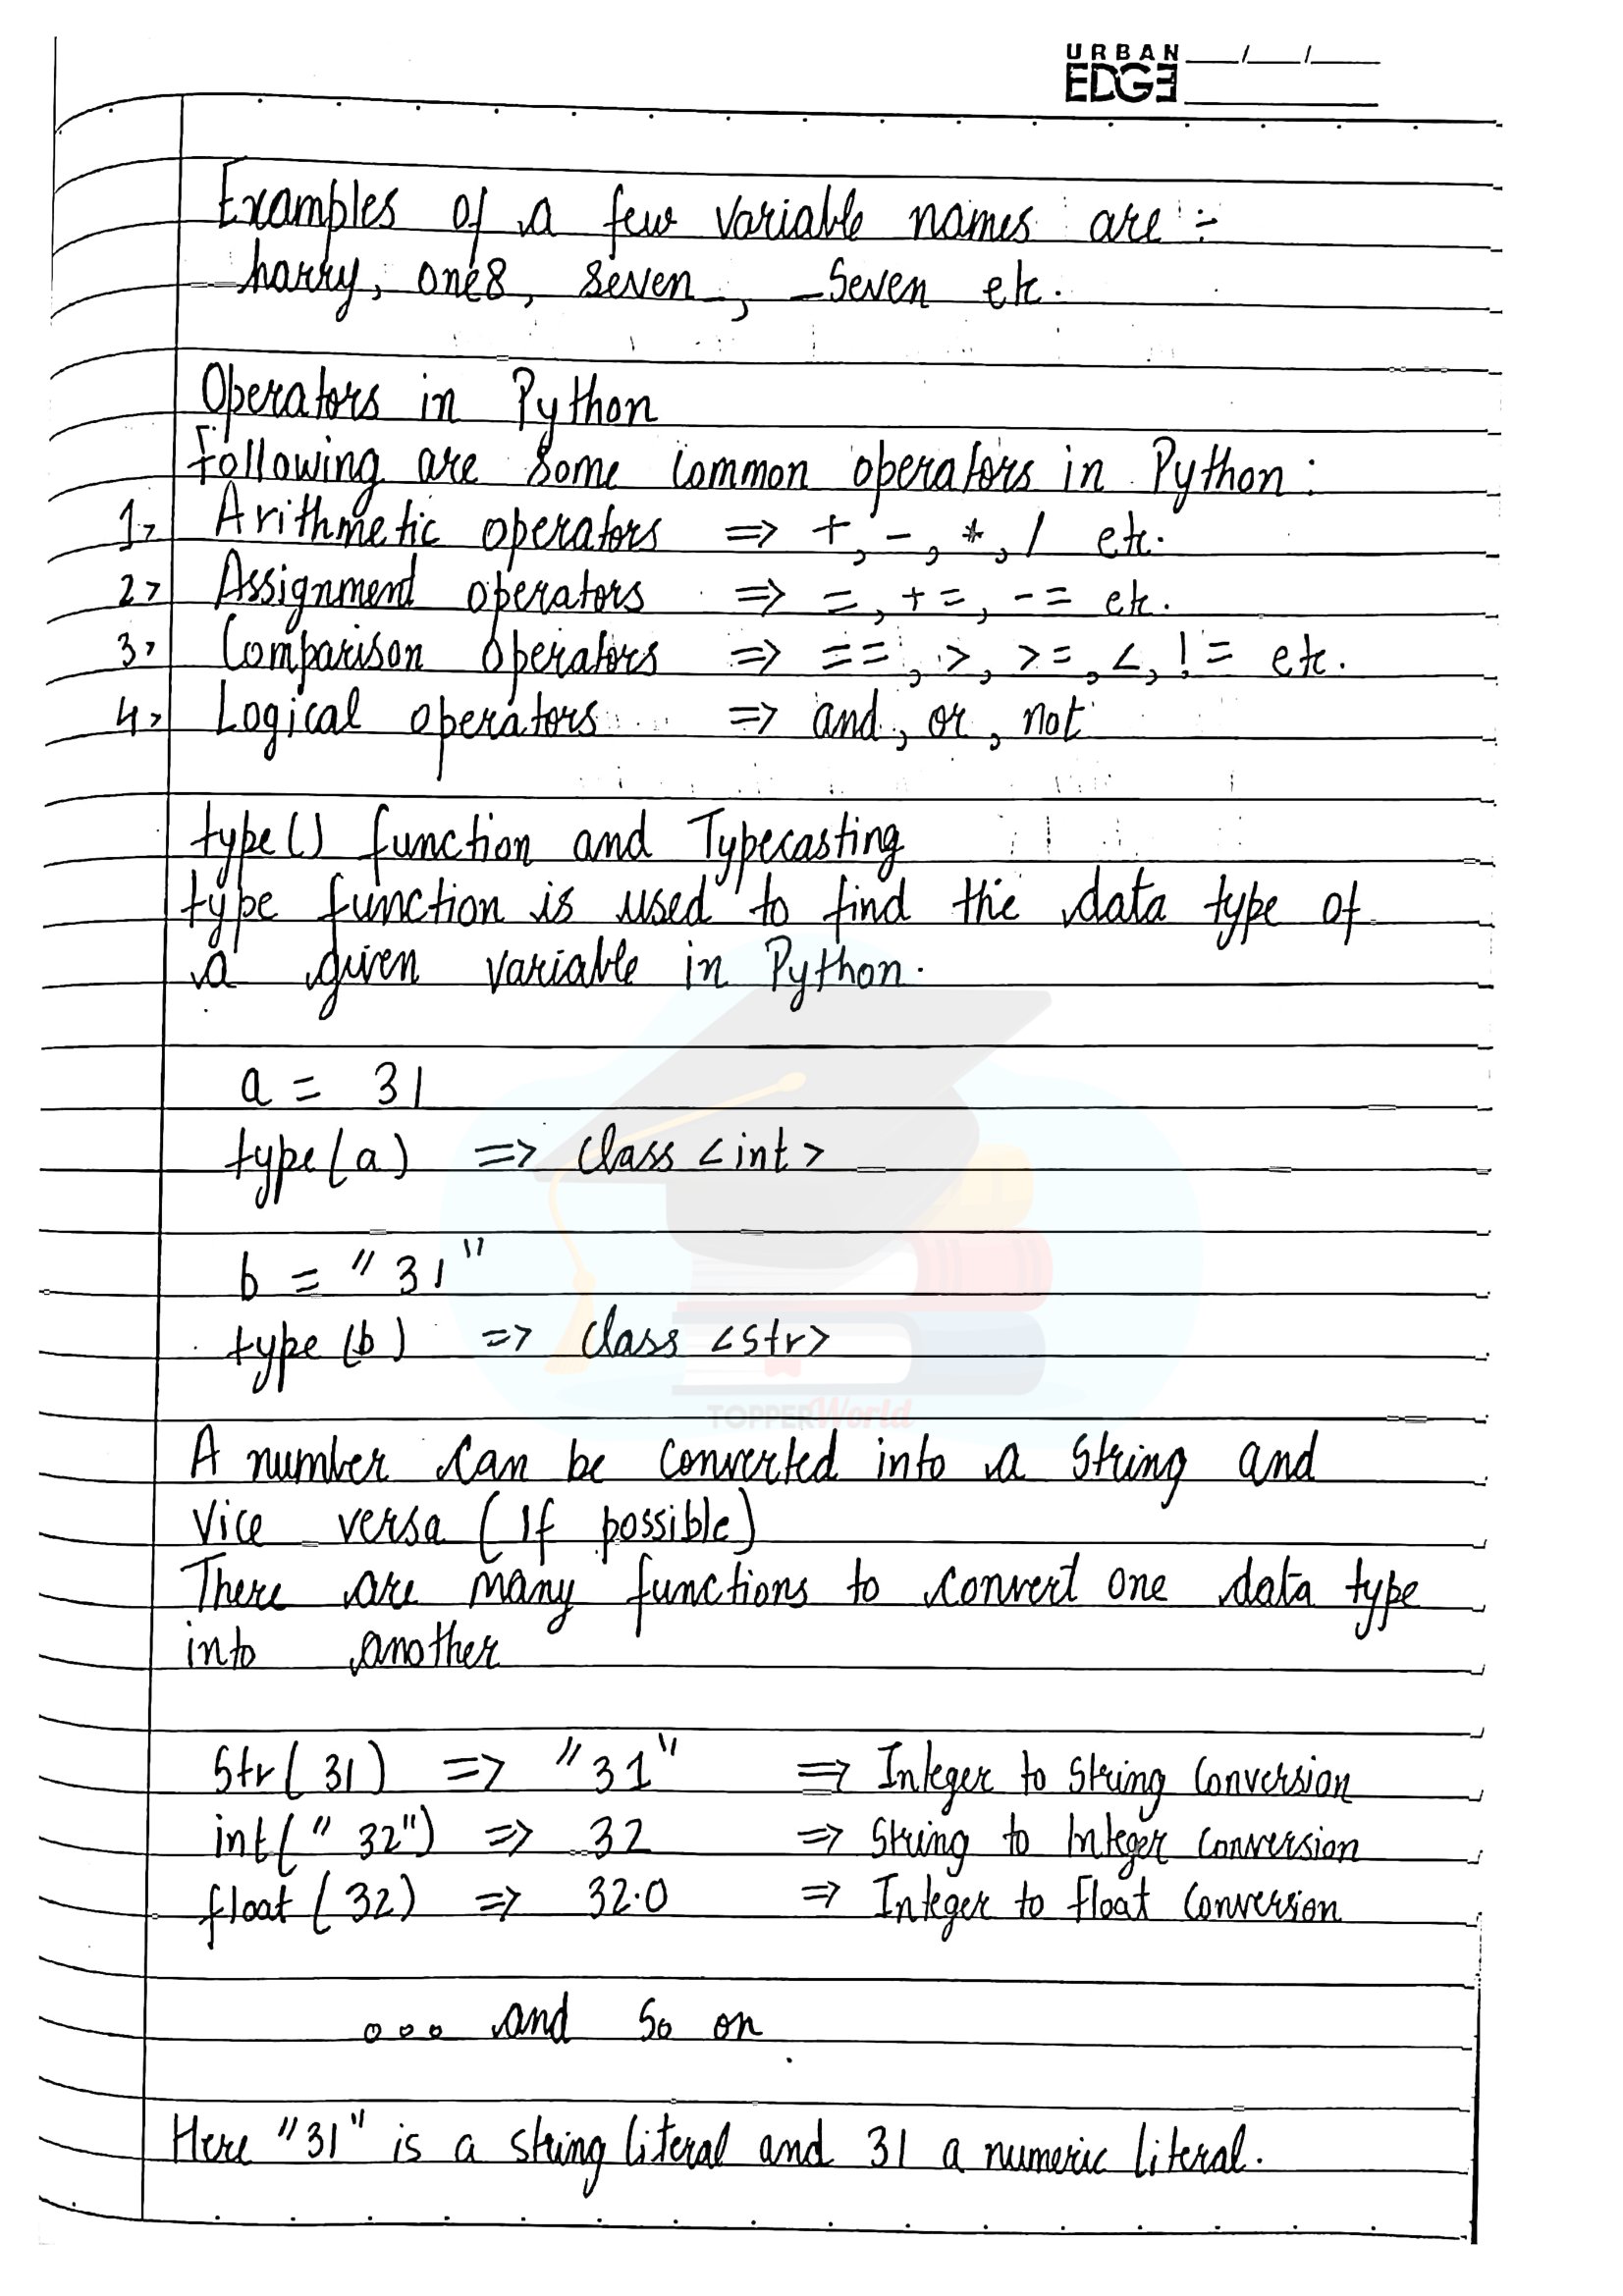 URBAN
EDGE __/__/__
Examples of a few variable names are :-
harry, one8, seven, _seven etc.
Operators in Python
Following are some common operators in Python :
1> Arithmetic operators => +, -, *, / etc.
2> Assignment operators => =, +=, -= etc.
3> Comparison operators => ==, >, >=, <, != etc.
4> Logical operators => and, or, not
type() function and Typecasting
type function is used to find the data type of
a given variable in Python.
a = 31
type(a) => class <int>
b = "31"
type(b) => class <str>
TOPPERWorld
A number can be converted into a string and
vice versa (If possible)
There are many functions to convert one data type
into another
Str(31) => "31" => Integer to string conversion
int("32") => 32 => String to Integer conversion
float(32) => 32.0 => Integer to float conversion
ooo and so on
Here "31" is a string literal and 31 a numeric literal.